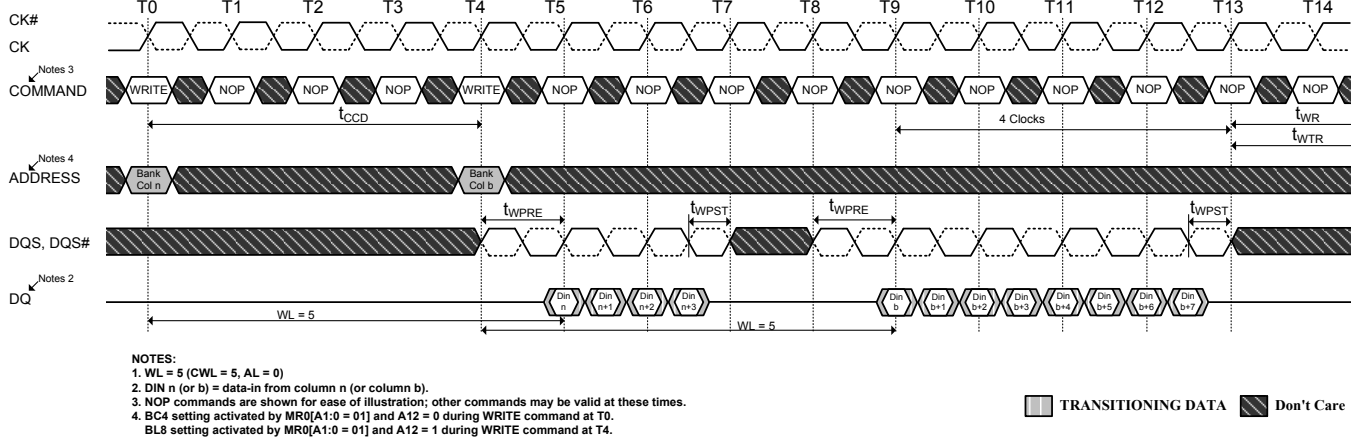 T0 T1 T2 T3 T4 T5 T6 T7 T8 T9 T10 T11 T12 T13 T14
CK#
CK
Notes 3
COMMAND
WRITE NOP NOP NOP WRITE NOP NOP NOP NOP NOP NOP NOP NOP NOP NOP
tCCD
4 Clocks
tWR
tWTR
Notes 4
ADDRESS
Bank Bank
Col n Col b
tWPRE tWPST tWPRE tWPST
DQS, DQS#
Notes 2
DQ
Din Din Din Din Din Din Din Din Din Din Din Din
n n+1 n+2 n+3 b b+1 b+2 b+3 b+4 b+5 b+6 b+7
WL = 5
WL = 5
NOTES:
1. WL = 5 (CWL = 5, AL = 0)
2. DIN n (or b) = data-in from column n (or column b).
3. NOP commands are shown for ease of illustration; other commands may be valid at these times.
4. BC4 setting activated by MR0[A1:0 = 01] and A12 = 0 during WRITE command at T0.
BL8 setting activated by MR0[A1:0 = 01] and A12 = 1 during WRITE command at T4.
TRANSITIONING DATA Don't Care